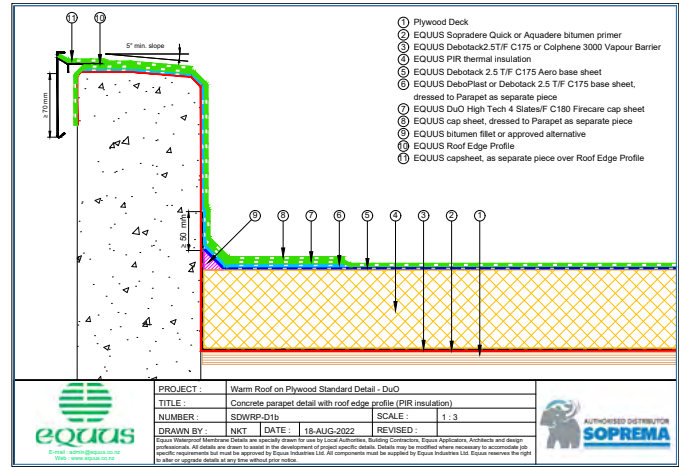 11
10
5° min. slope
≥ 70 mm
≥ 50 mm
9
8
7
6
5
4
3
2
1
1 Plywood Deck
2 EQUUS Sopradere Quick or Aquadere bitumen primer
3 EQUUS Debotack2.5T/F C175 or Colphene 3000 Vapour Barrier
4 EQUUS PIR thermal insulation
5 EQUUS Debotack 2.5 T/F C175 Aero base sheet
6 EQUUS DeboPlast or Debotack 2.5 T/F C175 base sheet,
dressed to Parapet as separate piece
7 EQUUS DuO High Tech 4 Slates/F C180 Firecare cap sheet
8 EQUUS cap sheet, dressed to Parapet as separate piece
9 EQUUS bitumen fillet or approved alternative
10 EQUUS Roof Edge Profile
11 EQUUS capsheet, as separate piece over Roof Edge Profile
equus
E-mail : admin@equus.co.nz
Web : www.equus.co.nz
PROJECT : Warm Roof on Plywood Standard Detail - DuO
TITLE : Concrete parapet detail with roof edge profile (PIR insulation)
NUMBER : SDWRP-D1b SCALE : 1 : 3
DRAWN BY : NKT DATE : 18-AUG-2022 REVISED :
Equus Waterproof Membrane Details are specially drawn for use by Local Authorities, Building Contractors, Equus Applicators, Architects and design
professionals. All details are drawn to assist in the development of project specific details. Details may be modified where necessary to accomodate job
specific requirements but must be approved by Equus Industries Ltd. All components must be supplied by Equus Industries Ltd. Equus reserves the right
to alter or upgrade details at any time without prior notice.
AUTHORISED DISTRIBUTOR
SOPREMA